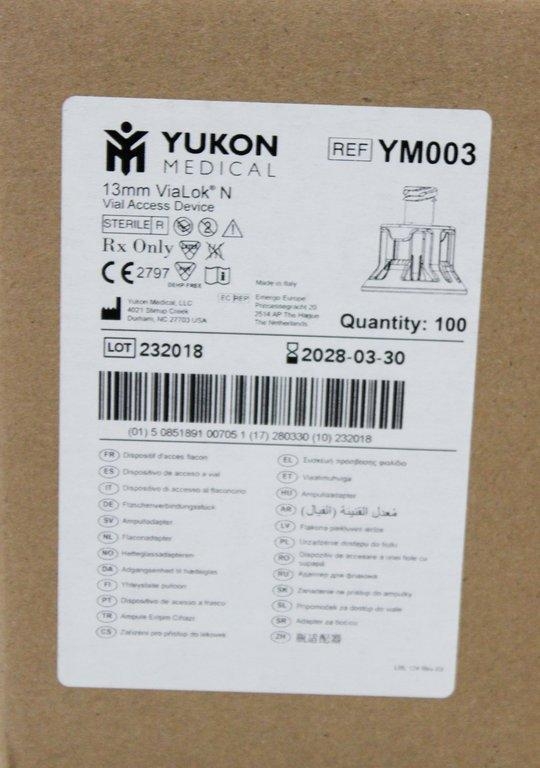 YUKON
MEDICAL
REF YM003
13mm ViaLok® N
Vial Access Device
STERILE R
Rx Only
CE 2797
DEHP FREE
Made in Italy
Yukon Medical, LLC
4021 Stirrup Creek
Durham, NC 27703 USA
EC REP Emergo Europe
Prinsessegracht 20
2514 AP The Hague
The Netherlands
Quantity: 100
LOT 232018
2028-03-30
(01) 5 0851891 00705 1 (17) 280330 (10) 232018
FR Dispositif d'accès flacon
ES Dispositivo de acceso a vial
IT Dispositivo di accesso al flaconcino
DE Flaschenverbindungsstück
SV Ampulladapter
NL Flaconadapter
NO Hetteglassadapteren
DA Adgangsenhed til hætteglas
FI Yhteyslaite pulloon
PT Dispositivo de acesso a frasco
TR Ampule Erişim Cihazı
CS Zařízení pro přístup do lékovek
EL Συσκευή πρόσβασης φιαλιδίου
ET Viaalimuhviga
HU Ampullaadapter
AR مُعدل القنينة (الفيال)
LV Flakona piekļuves ierīce
PL Urządzenie dostępu do fiolki
RO Dispozitiv de accesare a unei fiole cu
supapă
RU Адаптер для флакона
SK Zariadenie na prístup do ampulky
SL Pripomoček za dostop do viale
SR Adapter za bočicu
ZH 瓶适配器